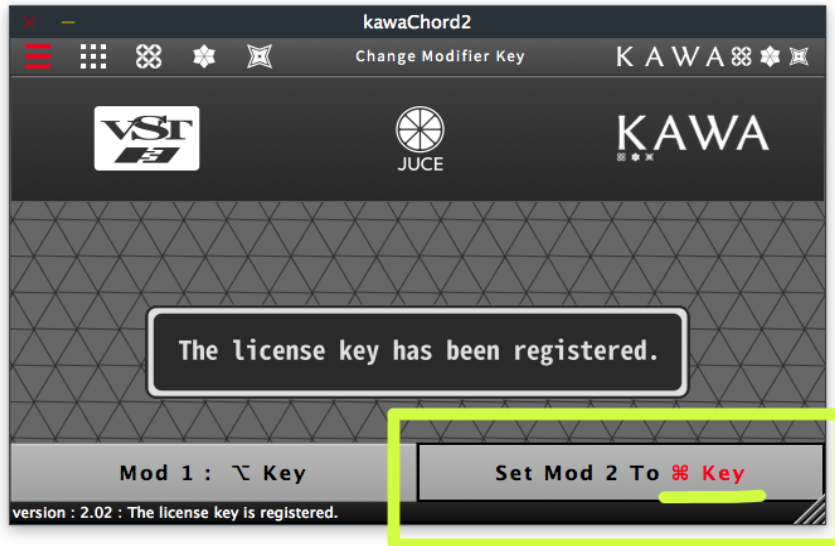 kawaChord2
Change Modifier Key
KAWA
VST
3
JUCE
KAWA
The license key has been registered.
Mod 1 : ⌥ Key
Set Mod 2 To ⌘ Key
version : 2.02 : The license key is registered.